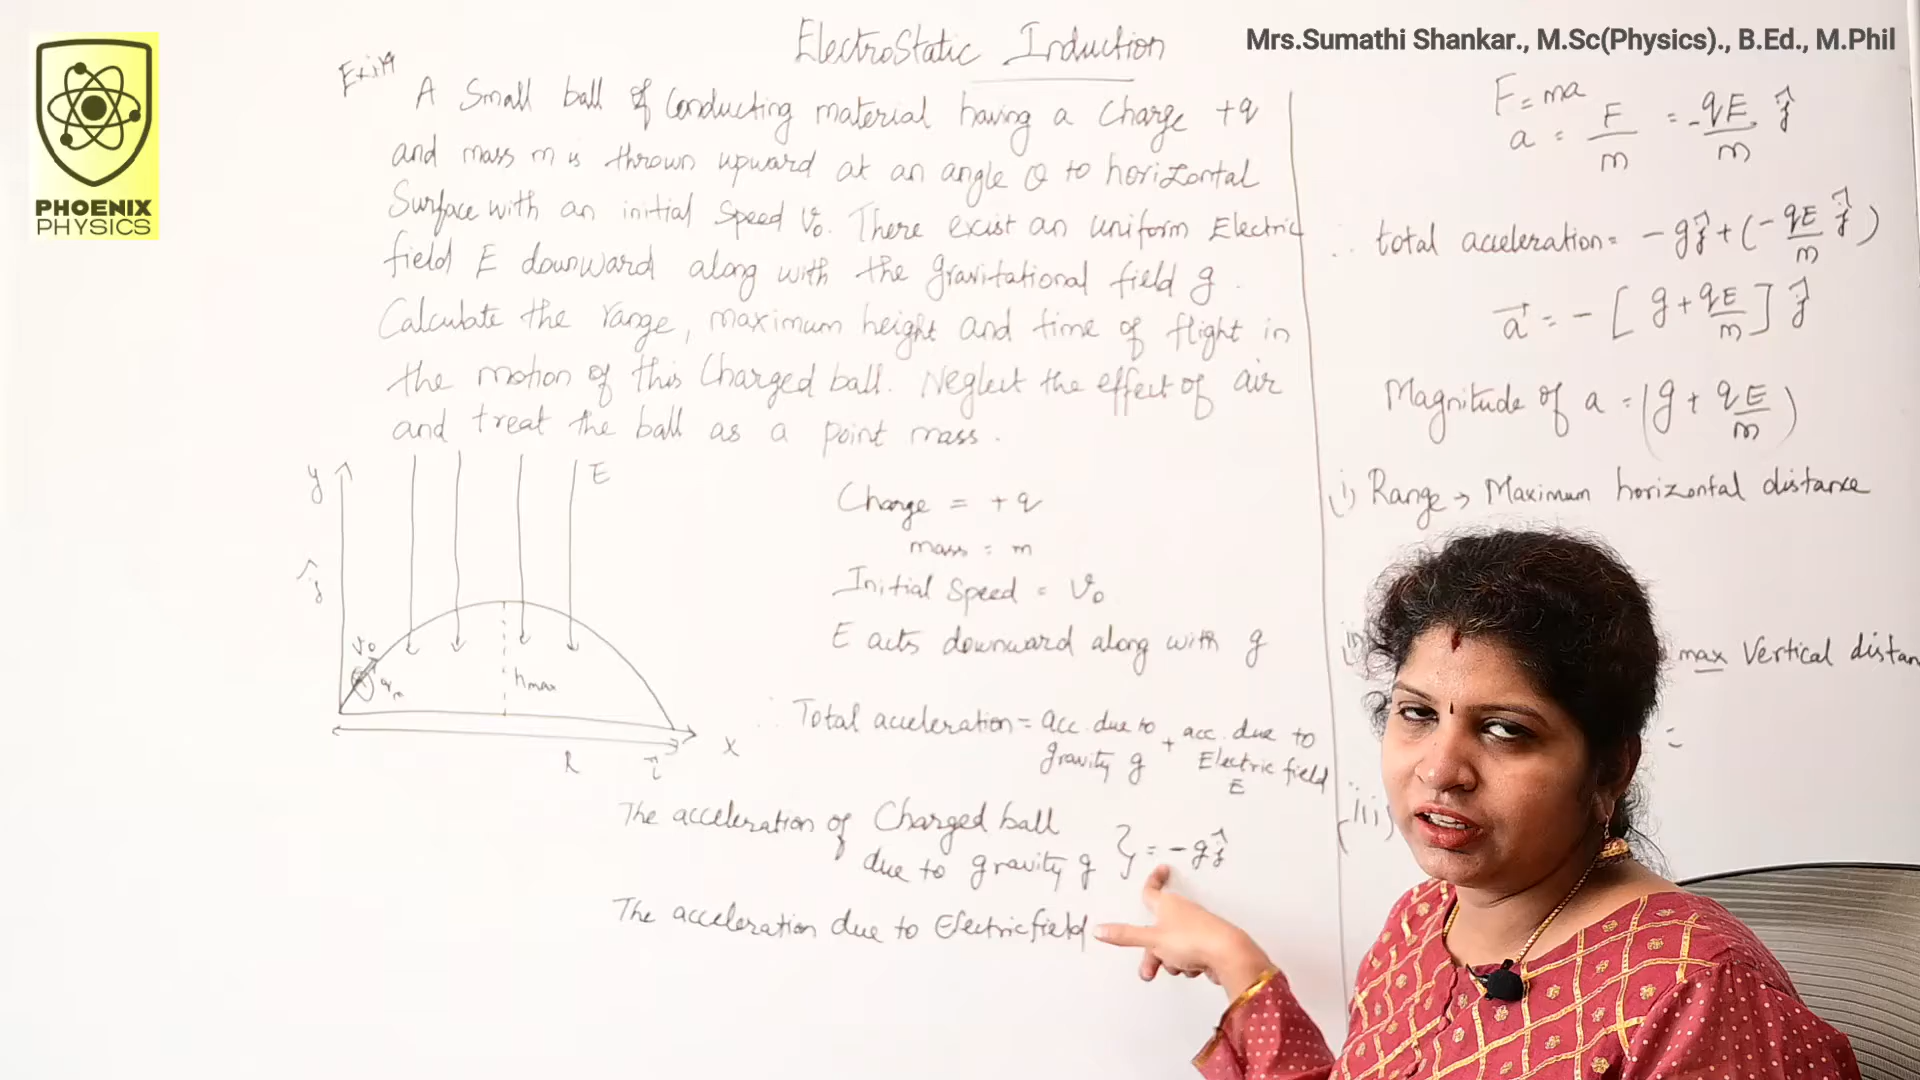 PHOENIX
PHYSICS
Mrs.Sumathi Shankar., M.Sc(Physics)., B.Ed., M.Phil
ElectroStatic Induction
A Small ball of Conducting material having a Charge +q
and mass m is thrown upward at an angle θ to horizontal
Surface with an initial Speed v₀. There exist an uniform Electric
field E downward along with the gravitational field g.
Calculate the range, maximum height and time of flight in
the motion of this Charged ball. Neglect the effect of air
and treat the ball as a point mass.
y
E
ĵ
v₀
hmax
R
î
x
Charge = +q
mass = m
Initial Speed = v₀
E acts downward along with g
∴ Total acceleration = acc. due to gravity g + acc. due to Electric field E
The acceleration of Charged ball
due to gravity g } = -gĵ
The acceleration due to Electric field
F = ma
a = F/m = -qE/m ĵ
∴ total acceleration = -gĵ + (-qE/m ĵ)
a⃗ = -[g + qE/m] ĵ
Magnitude of a = (g + qE/m)
(i) Range → Maximum horizontal distance
max Vertical distan
=
(iii)